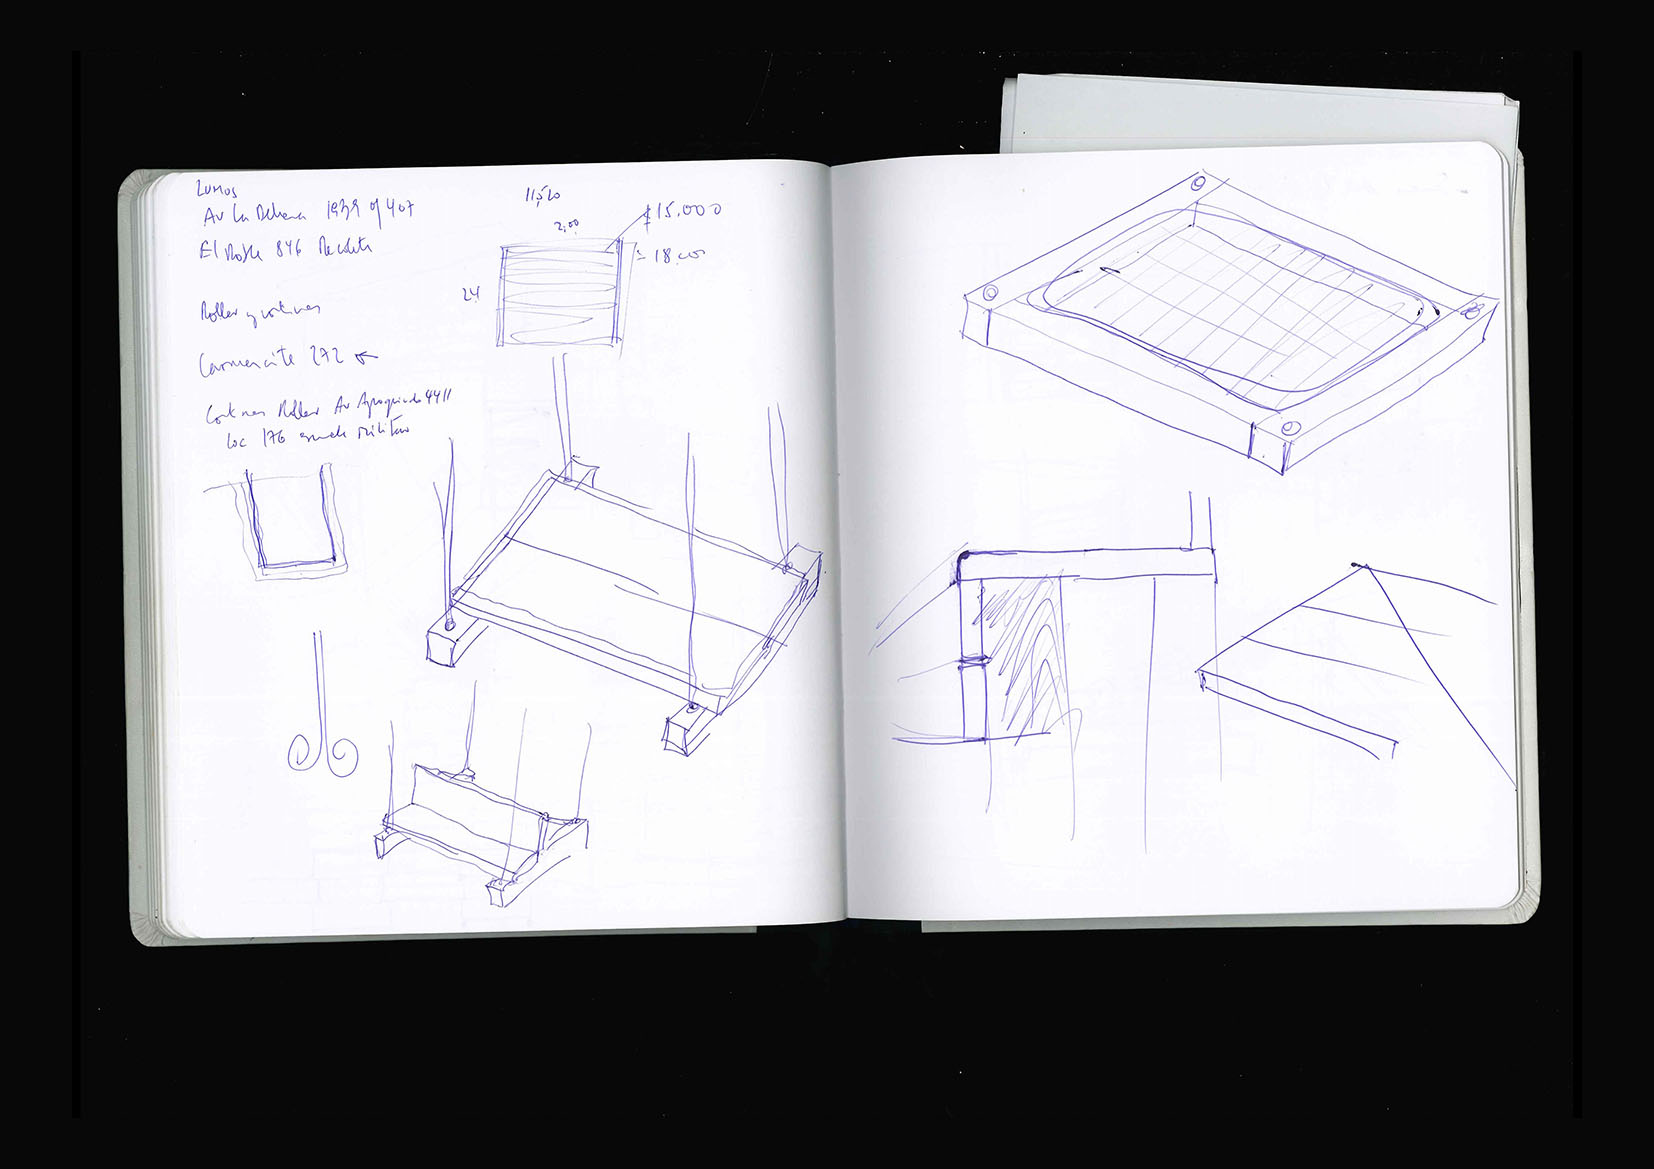 LUMOS
Av La Dehesa 1939 of 407
El Roble 846 Recoleta
Roller y cortinas
Carmencita 272
Cortinas Roller Av Apoquindo 4411
Loc 176 escuela militar
11,50
2,00
$15.000
18.000
24